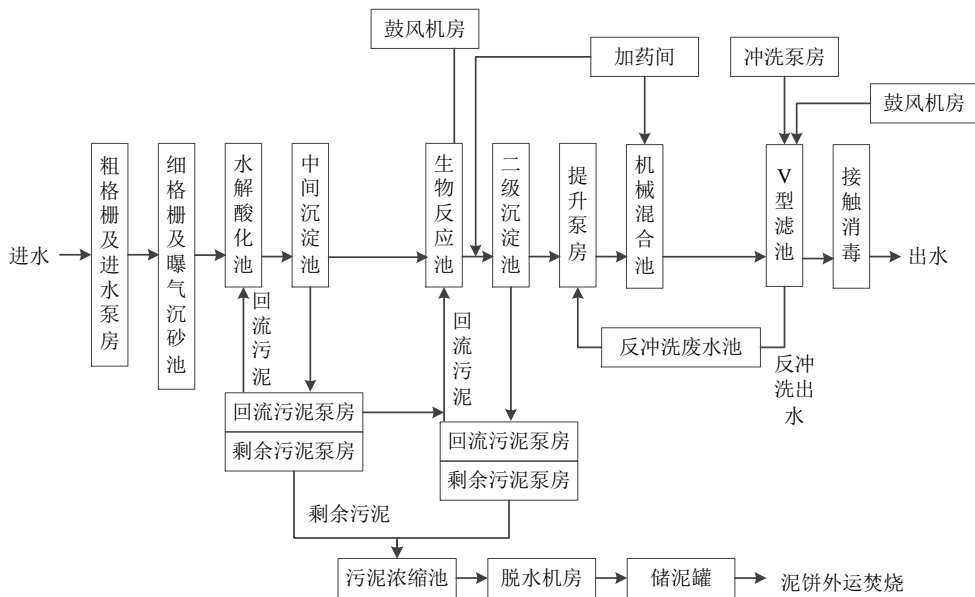 鼓风机房
加药间
冲洗泵房
鼓风机房
进水
粗格栅及进水泵房
细格栅及曝气沉砂池
水解酸化池
中间沉淀池
生物反应池
二级沉淀池
提升泵房
机械混合池
V型滤池
接触消毒
出水
回流污泥
回流污泥
反冲洗废水池
反冲
洗出
水
回流污泥泵房
剩余污泥泵房
回流污泥泵房
剩余污泥泵房
剩余污泥
污泥浓缩池
脱水机房
储泥罐
泥饼外运焚烧